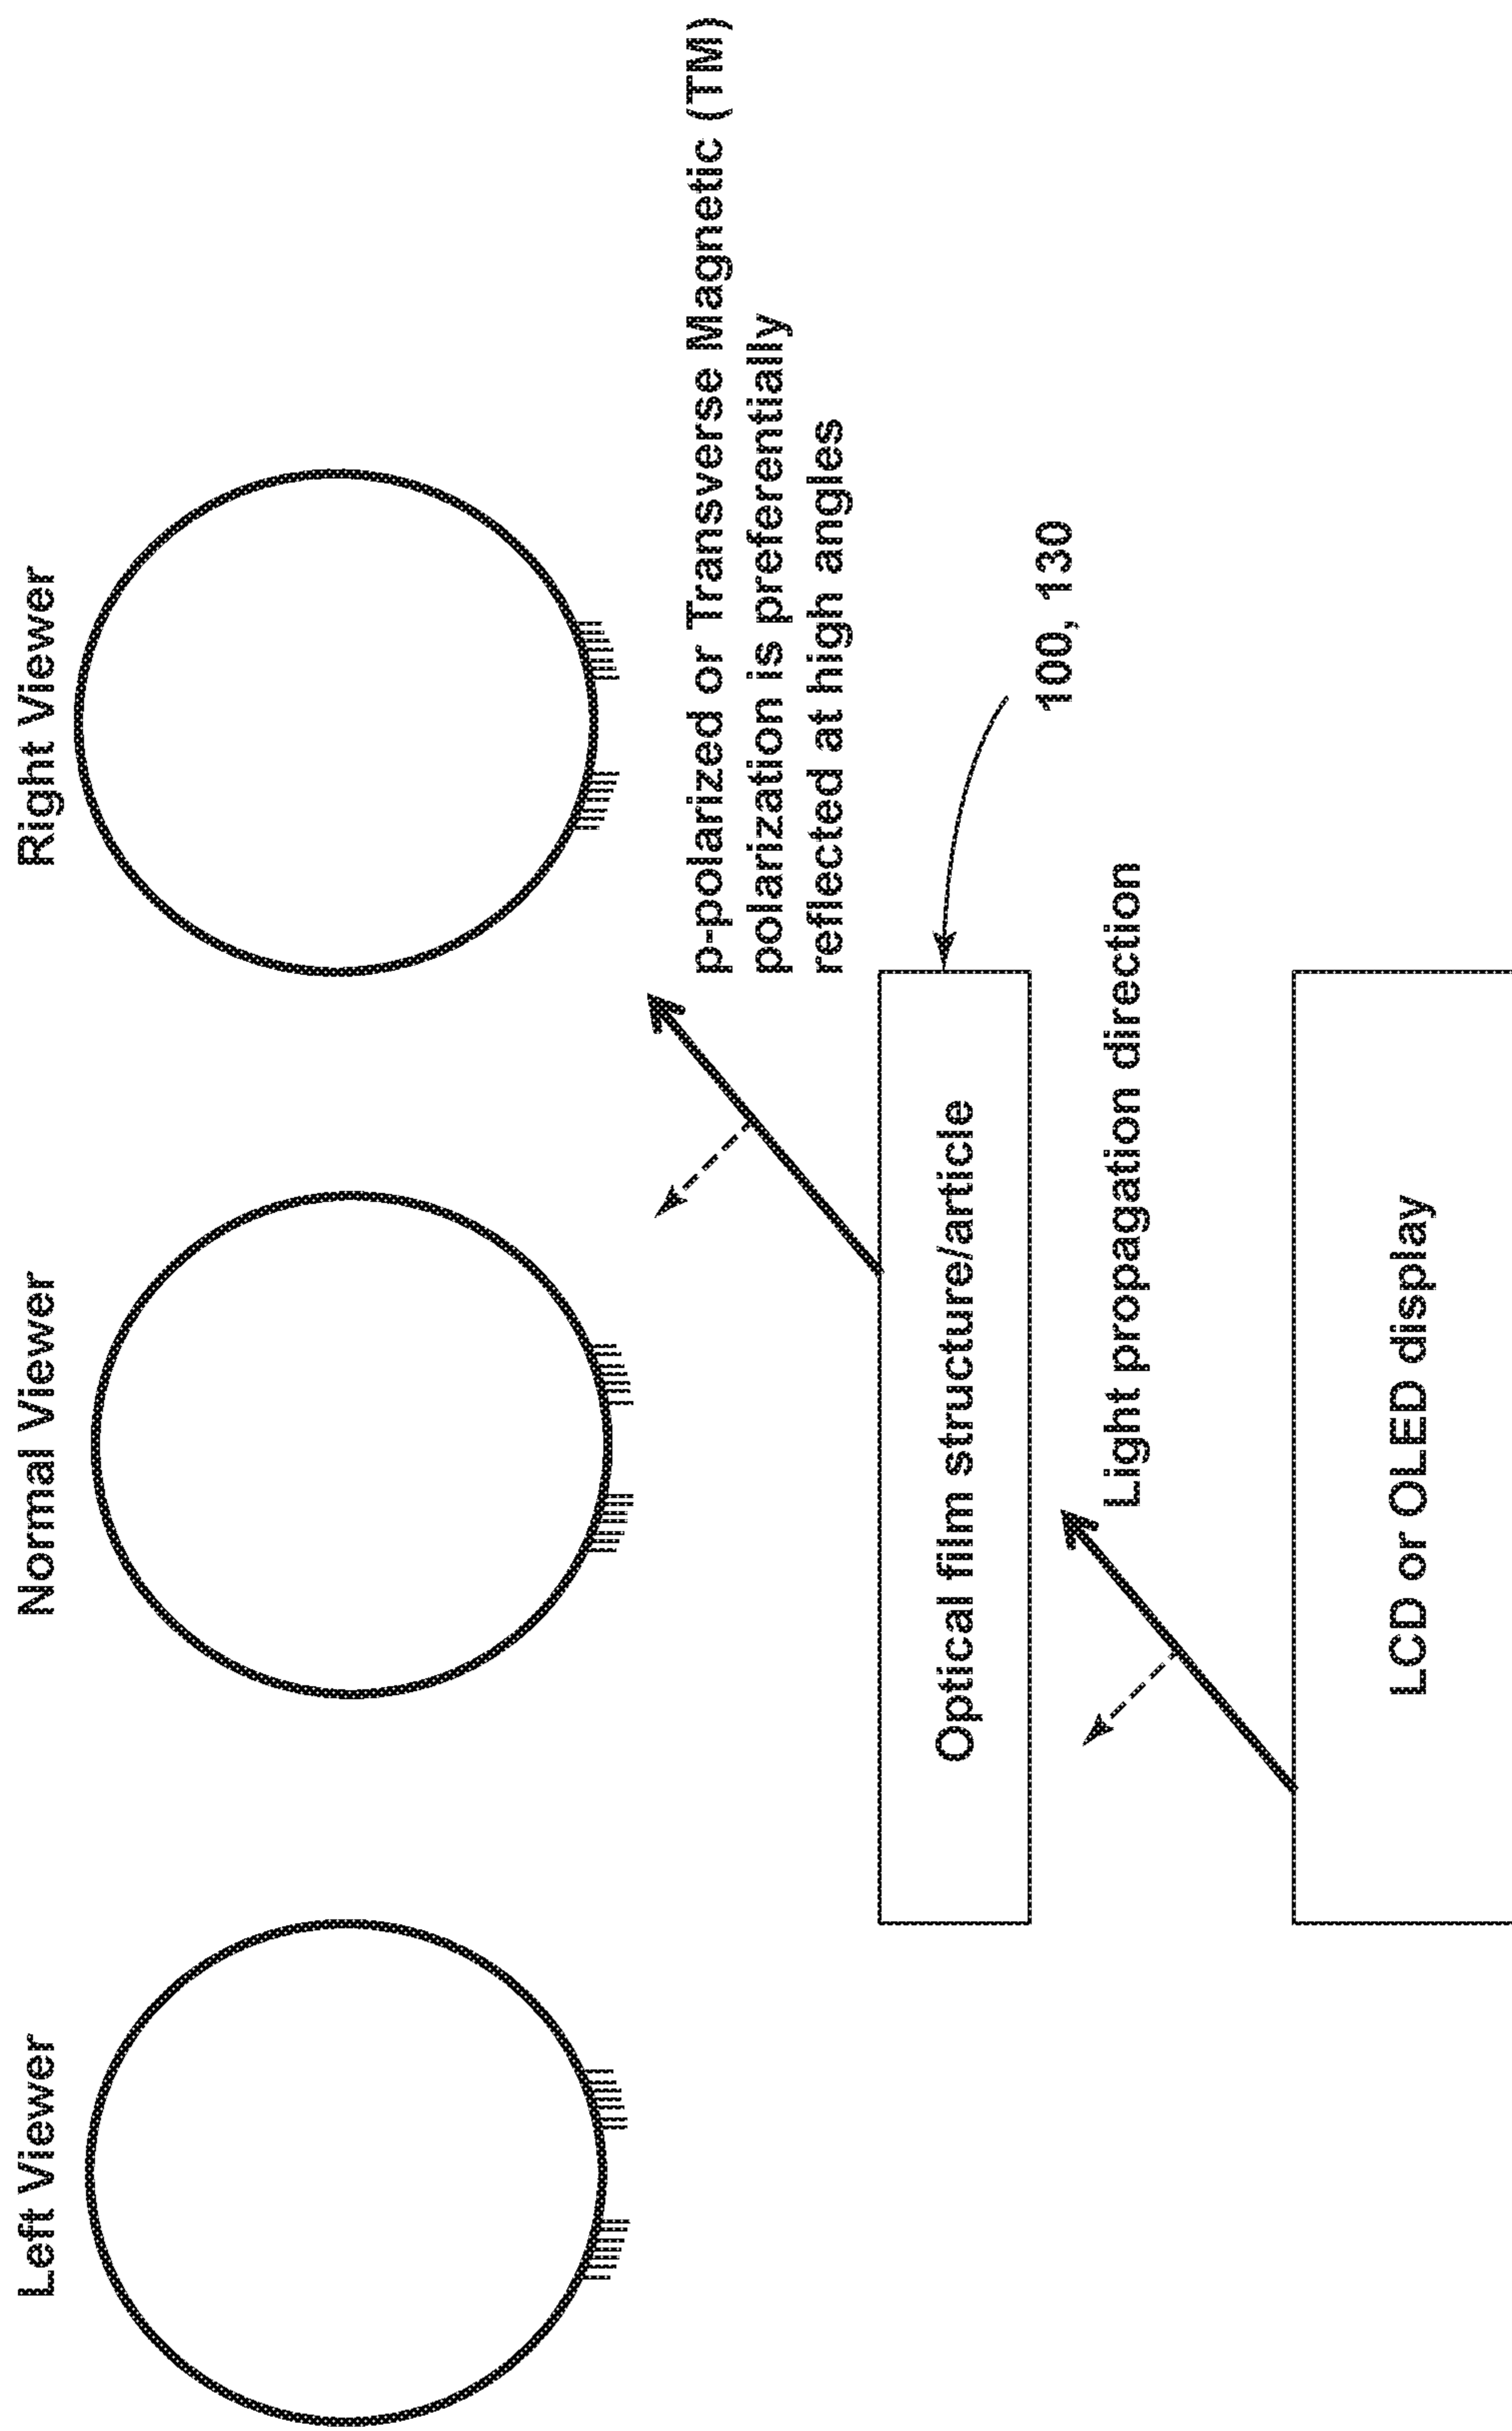 Left Viewer
Normal Viewer
Right Viewer
p-polarized or Transverse Magnetic (TM)
polarization is preferentially
reflected at high angles
Optical film structure/article
100, 130
Light propagation direction
LCD or OLED display